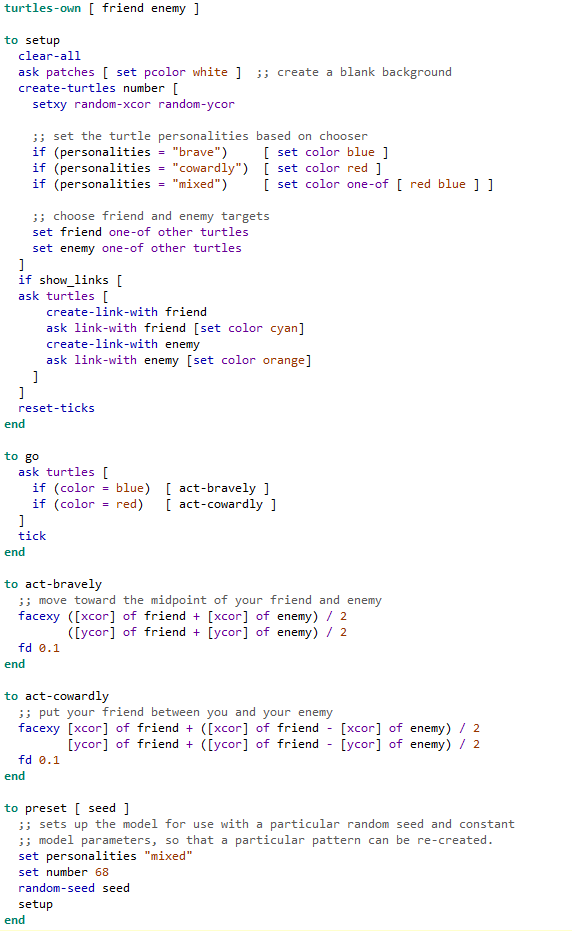 turtles-own [ friend enemy ]

to setup
  clear-all
  ask patches [ set pcolor white ]  ;; create a blank background
  create-turtles number [
    setxy random-xcor random-ycor

    ;; set the turtle personalities based on chooser
    if (personalities = "brave")     [ set color blue ]
    if (personalities = "cowardly")  [ set color red ]
    if (personalities = "mixed")     [ set color one-of [ red blue ] ]

    ;; choose friend and enemy targets
    set friend one-of other turtles
    set enemy one-of other turtles
  ]
  if show_links [
  ask turtles [
      create-link-with friend
      ask link-with friend [set color cyan]
      create-link-with enemy
      ask link-with enemy [set color orange]
    ]
  ]
  reset-ticks
end

to go
  ask turtles [
    if (color = blue)  [ act-bravely ]
    if (color = red)   [ act-cowardly ]
  ]
  tick
end

to act-bravely
  ;; move toward the midpoint of your friend and enemy
  facexy ([xcor] of friend + [xcor] of enemy) / 2
         ([ycor] of friend + [ycor] of enemy) / 2
  fd 0.1
end

to act-cowardly
  ;; put your friend between you and your enemy
  facexy [xcor] of friend + ([xcor] of friend - [xcor] of enemy) / 2
         [ycor] of friend + ([ycor] of friend - [ycor] of enemy) / 2
  fd 0.1
end

to preset [ seed ]
  ;; sets up the model for use with a particular random seed and constant
  ;; model parameters, so that a particular pattern can be re-created.
  set personalities "mixed"
  set number 68
  random-seed seed
  setup
end